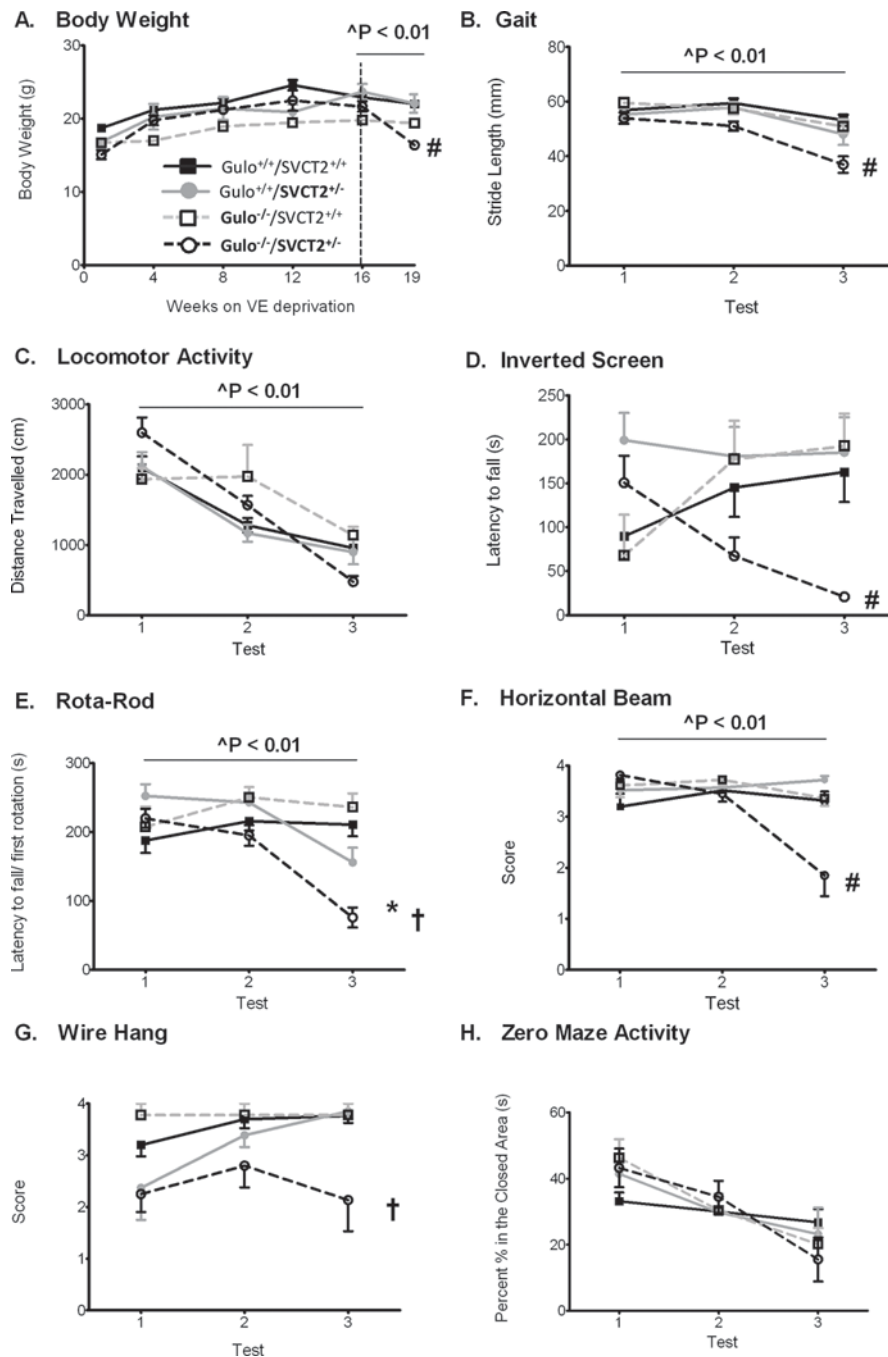 A. Body Weight
^P < 0.01
30
20
10
0
Body Weight (g)
Gulo+/+/SVCT2+/+
Gulo+/+/SVCT2+/-
Gulo-/-/SVCT2+/+
Gulo-/-/SVCT2+/-
#
0 4 8 12 16 19
Weeks on VE deprivation
B. Gait
^P < 0.01
80
60
40
20
0
Stride Length (mm)
#
1 2 3
Test
C. Locomotor Activity
^P < 0.01
3000
2000
1000
0
Distance Travelled (cm)
1 2 3
Test
D. Inverted Screen
250
200
150
100
50
0
Latency to fall (s)
#
1 2 3
Test
E. Rota-Rod
^P < 0.01
300
200
100
0
Latency to fall/ first rotation (s)
* †
1 2 3
Test
F. Horizontal Beam
^P < 0.01
4
3
2
1
0
Score
#
1 2 3
Test
G. Wire Hang
4
3
2
1
0
Score
†
1 2 3
Test
H. Zero Maze Activity
60
40
20
0
Percent % in the Closed Area (s)
1 2 3
Test